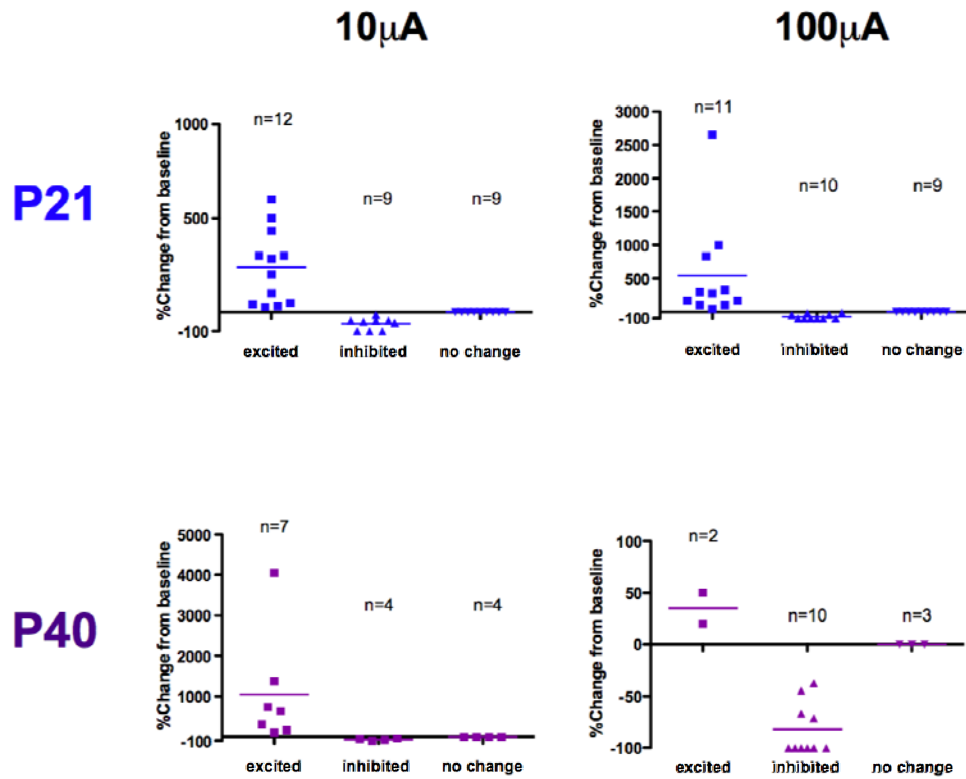 10μA 100μA
P21
%Change from baseline
1000
500
-100
n=12
n=9
n=9
excited inhibited no change
%Change from baseline
3000
2500
2000
1500
1000
500
-100
n=11
n=10
n=9
excited inhibited no change
P40
%Change from baseline
5000
4000
3000
2000
1000
-100
n=7
n=4
n=4
excited inhibited no change
%Change from baseline
100
50
0
-50
-100
n=2
n=10
n=3
excited inhibited no change